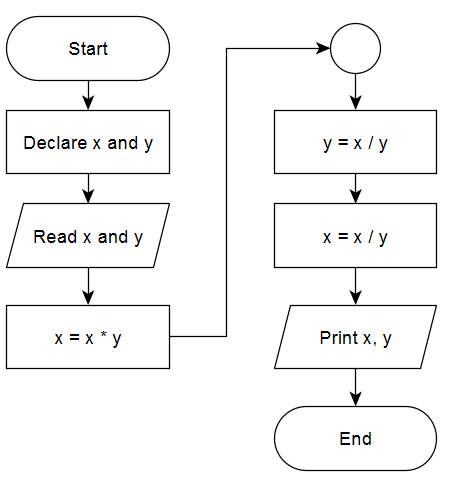 Start
Declare x and y
Read x and y
x = x * y
y = x / y
x = x / y
Print x, y
End